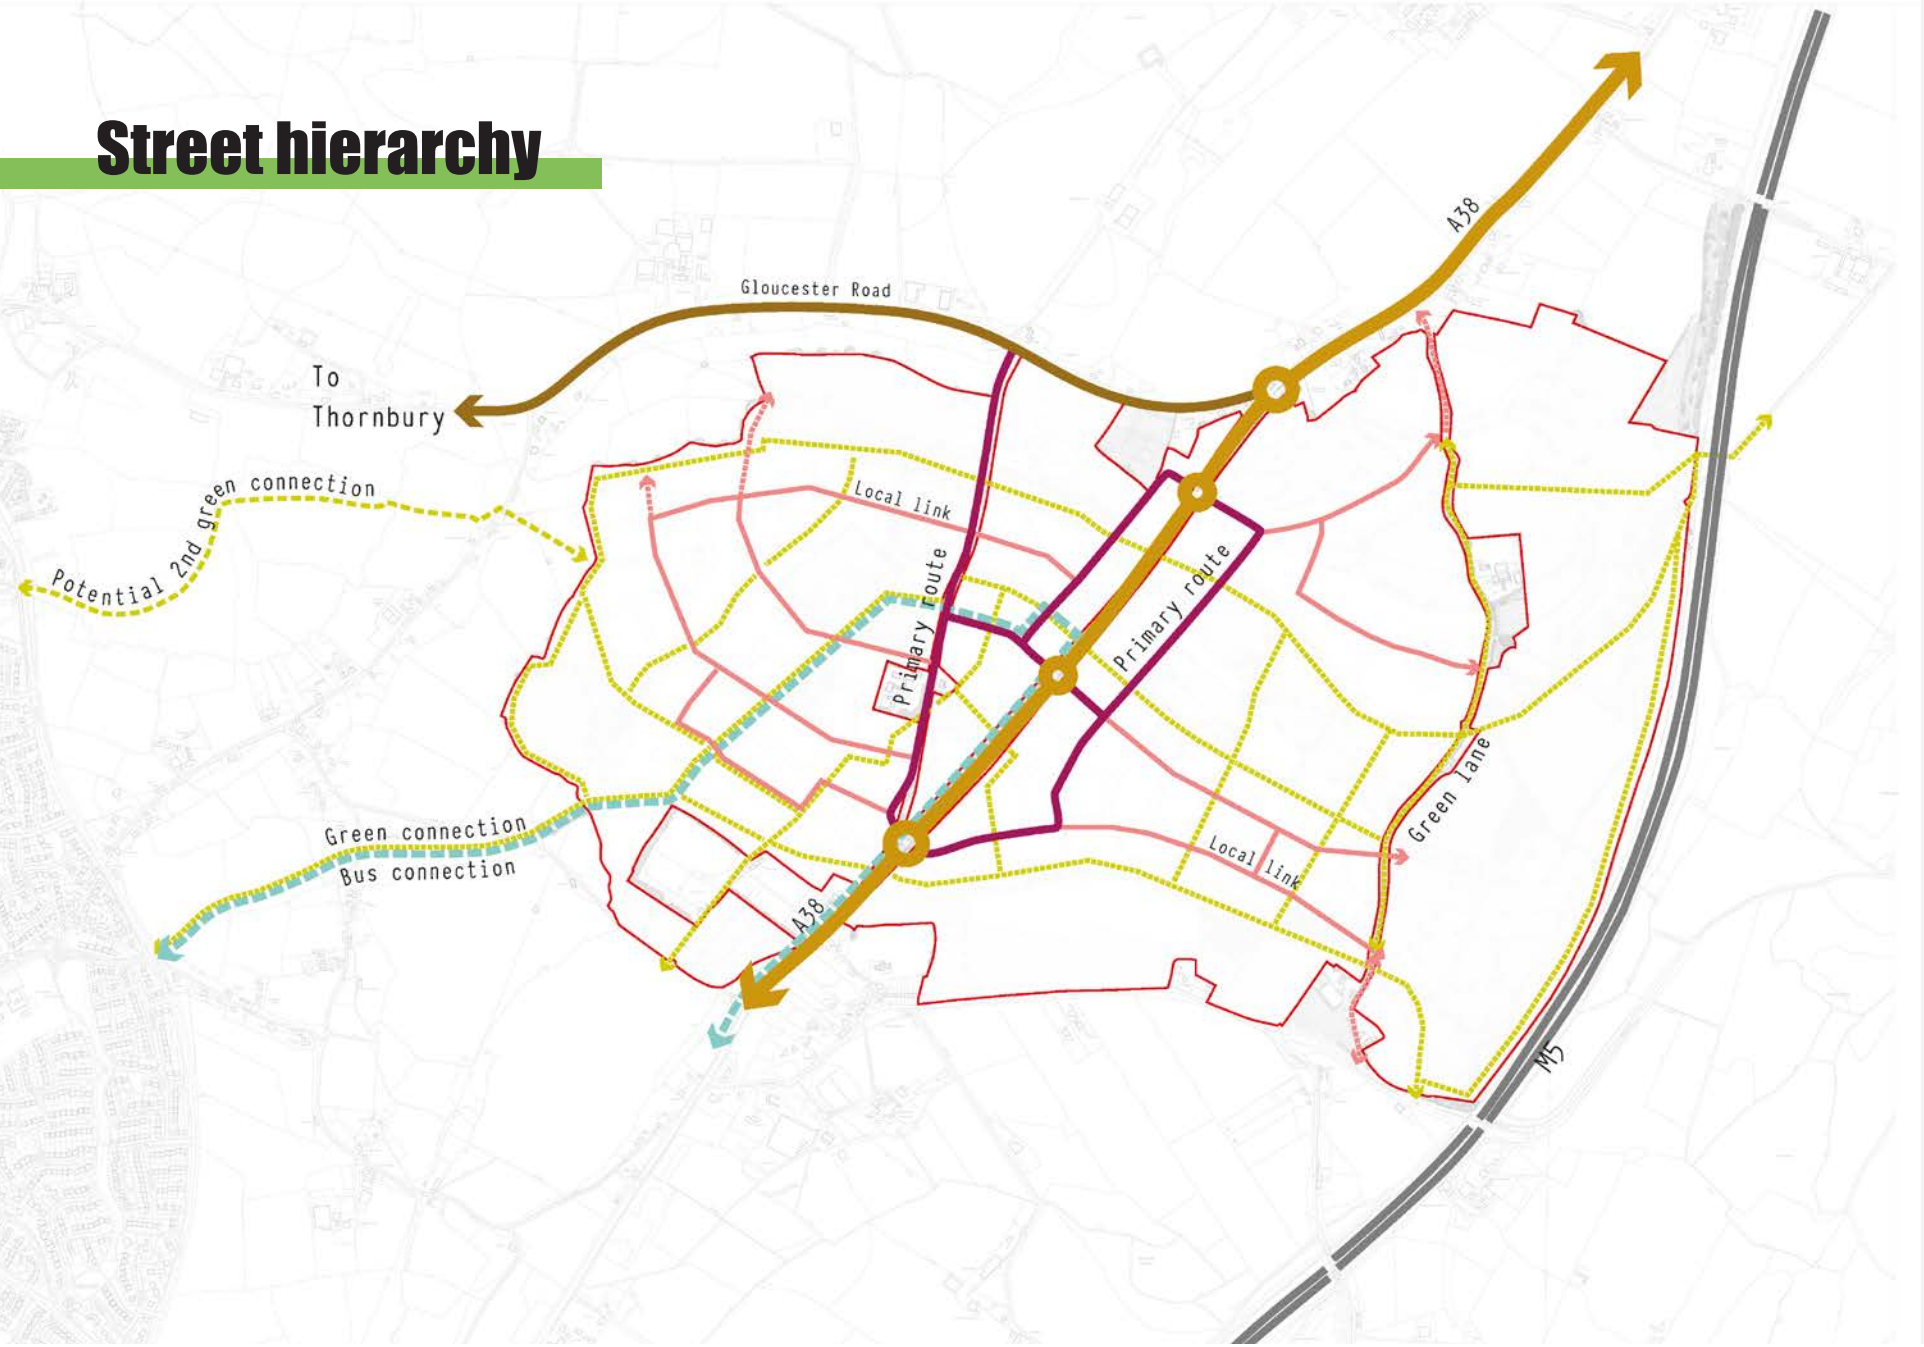 Street hierarchy
A38
Gloucester Road
To
Thornbury
Potential 2nd green connection
Local link
Primary route
Primary route
Green lane
Green connection
Bus connection
Local link
A38
M5